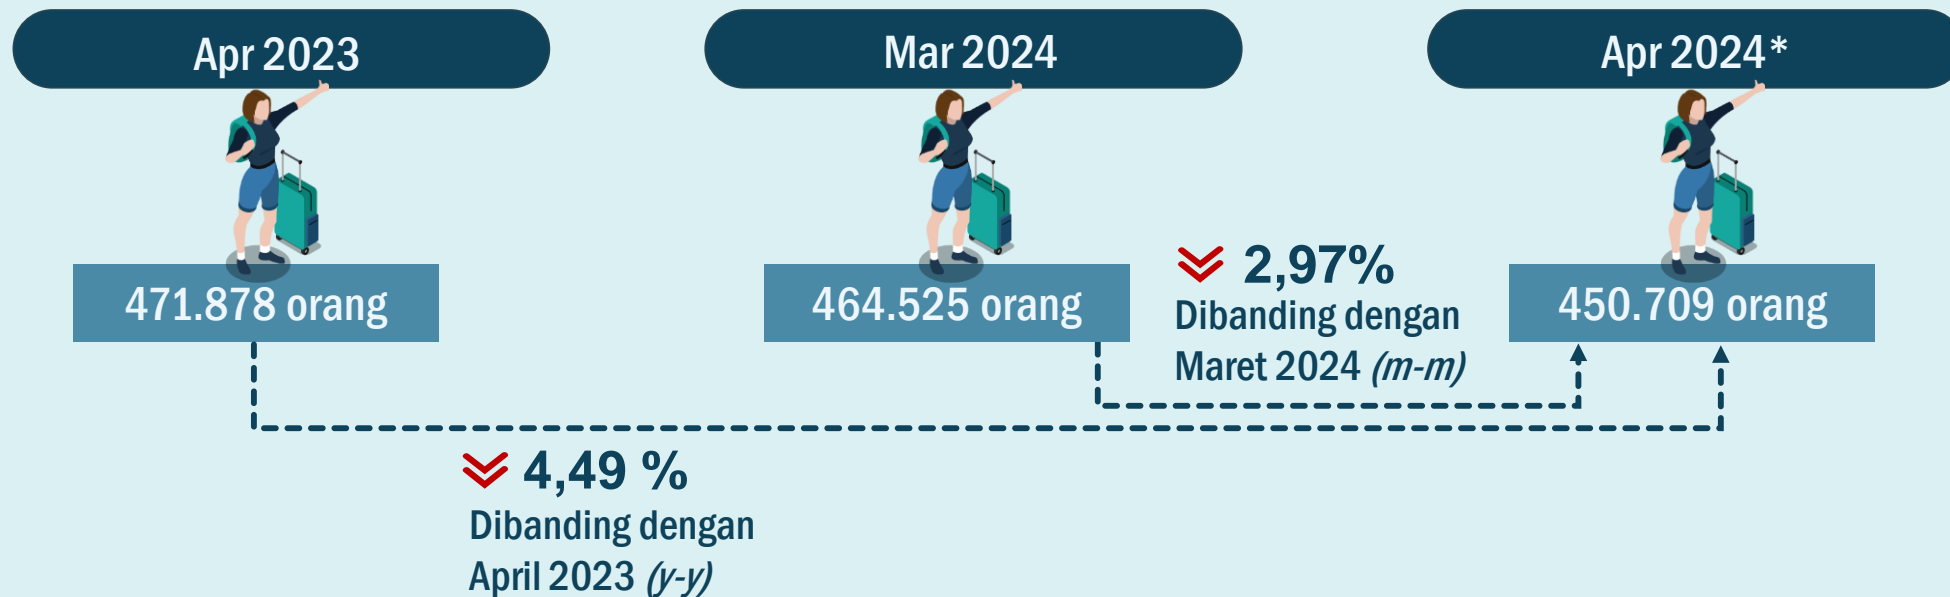 Apr 2023
Mar 2024
Apr 2024*
471.878 orang
464.525 orang
2,97%
Dibanding dengan
Maret 2024 (m-m)
450.709 orang
4,49 %
Dibanding dengan
April 2023 (y-y)